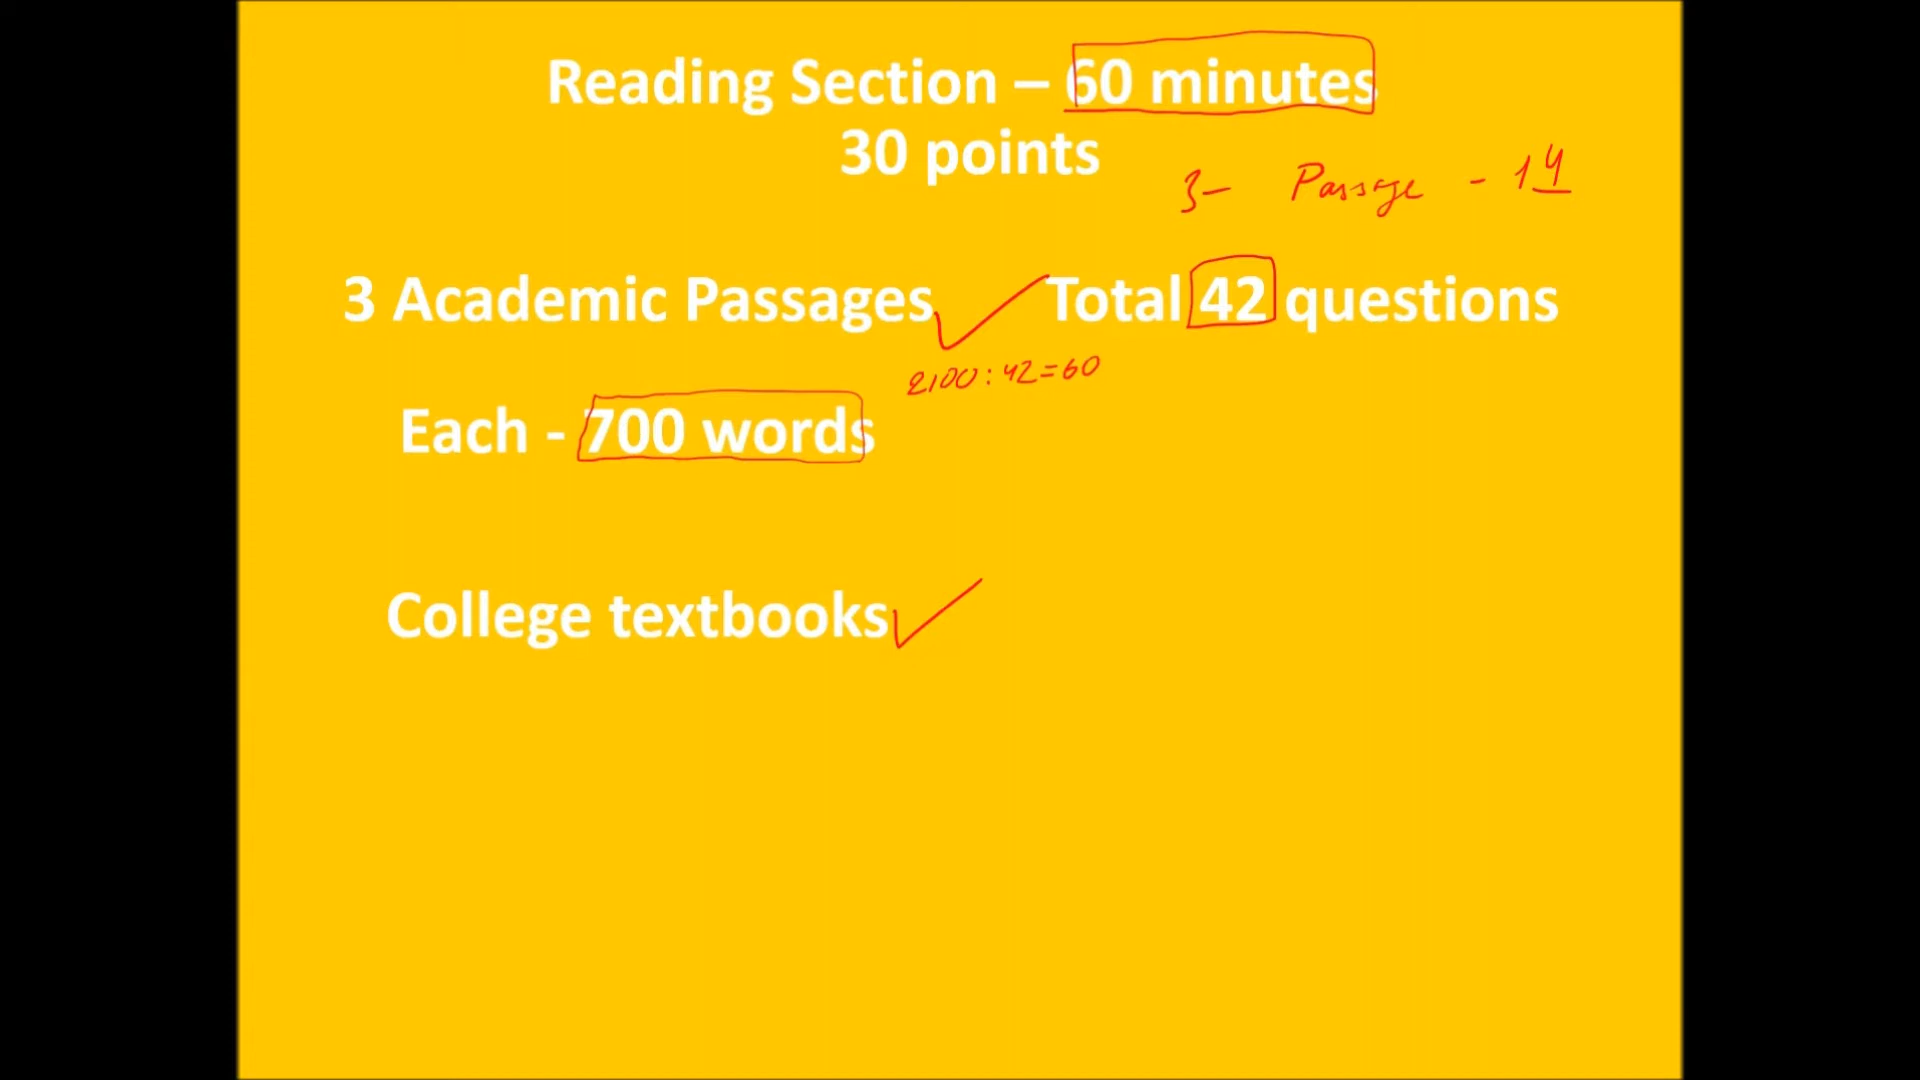 Reading Section – 60 minutes
30 points
3- Passage - 14
3 Academic Passages Total 42 questions
2100:42=60
Each - 700 words
College textbooks